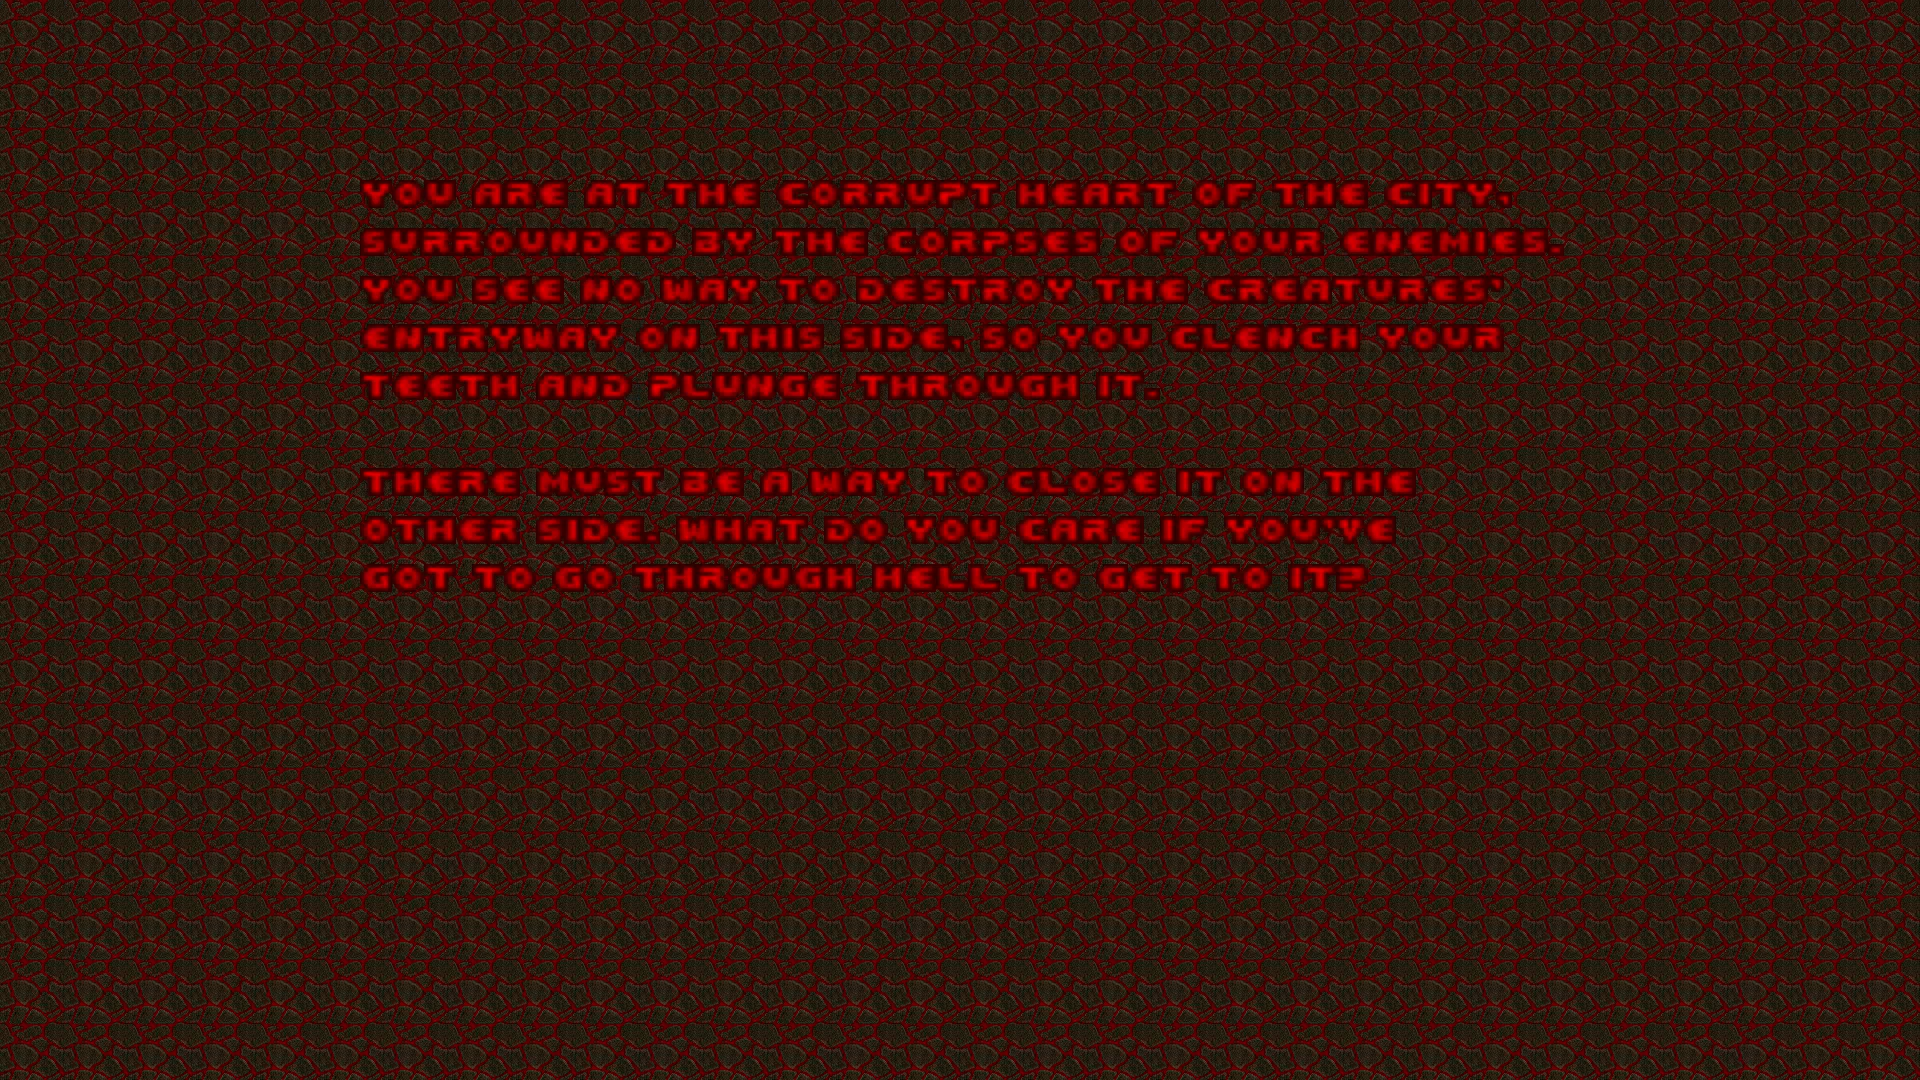 YOU ARE AT THE CORRUPT HEART OF THE CITY,
SURROUNDED BY THE CORPSES OF YOUR ENEMIES.
YOU SEE NO WAY TO DESTROY THE CREATURES'
ENTRYWAY ON THIS SIDE, SO YOU CLENCH YOUR
TEETH AND PLUNGE THROUGH IT.
THERE MUST BE A WAY TO CLOSE IT ON THE
OTHER SIDE. WHAT DO YOU CARE IF YOU'VE
GOT TO GO THROUGH HELL TO GET TO IT?